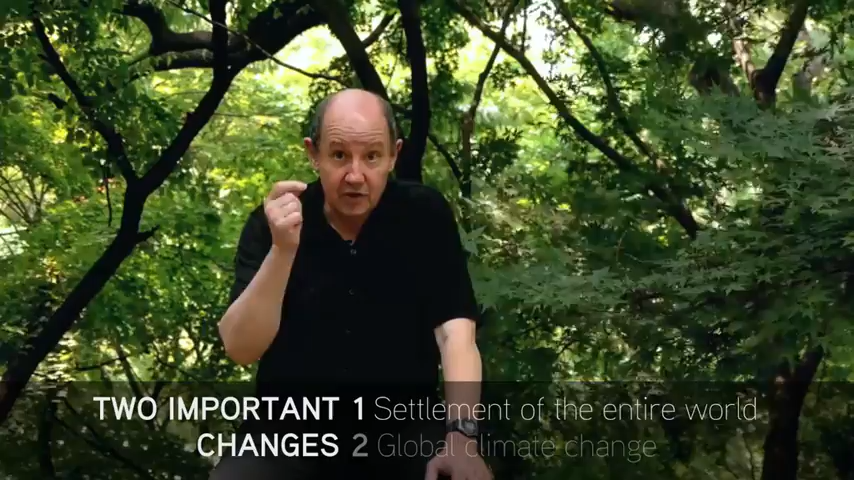 TWO IMPORTANT 1 Settlement of the entire world
CHANGES 2 Global climate change